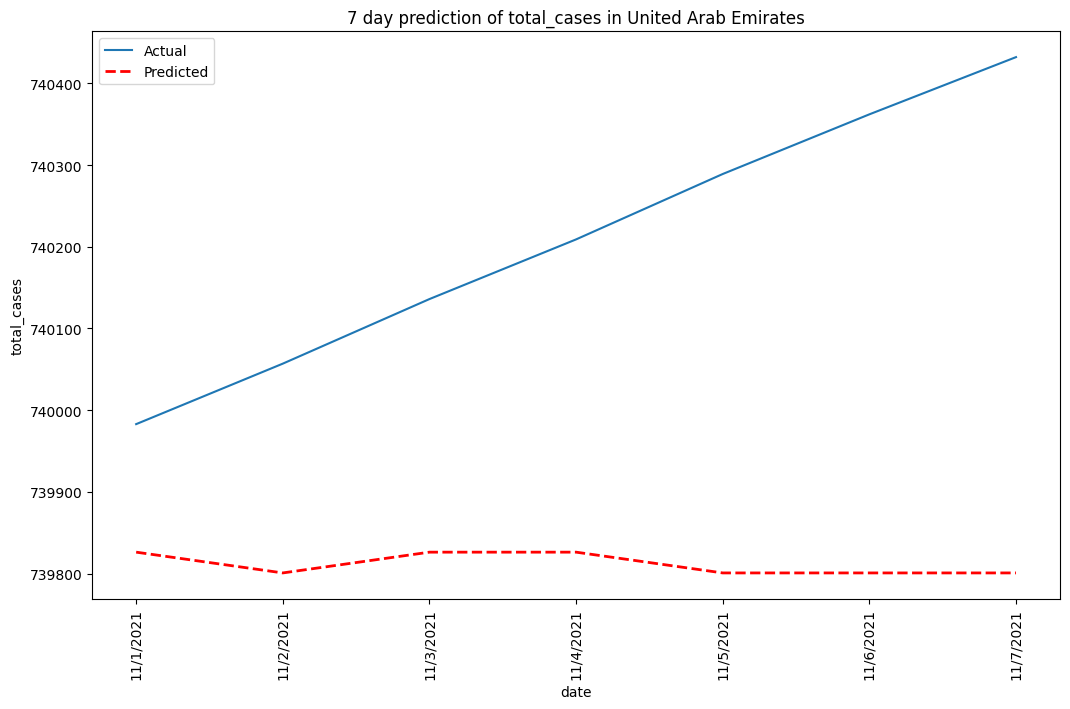 7 day prediction of total_cases in United Arab Emirates
Actual
Predicted
total_cases
740400
740300
740200
740100
740000
739900
739800
11/1/2021
11/2/2021
11/3/2021
11/4/2021
11/5/2021
11/6/2021
11/7/2021
date